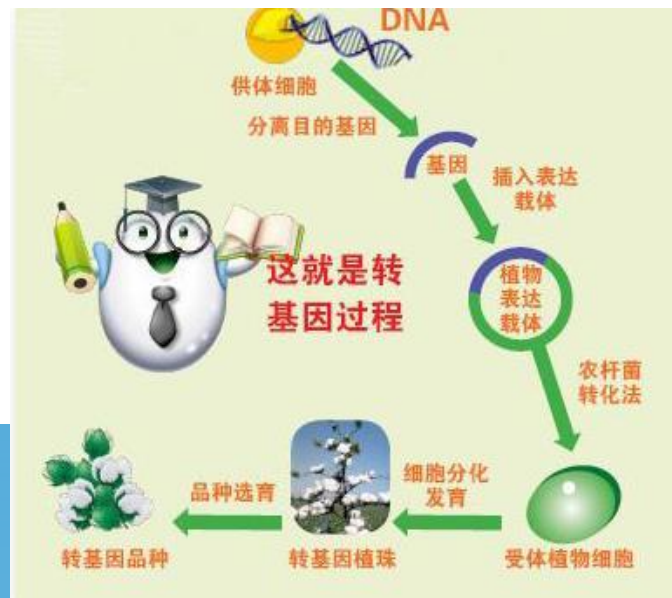 DNA
供体细胞
分离目的基因
基因
插入表达
载体
植物
表达
载体
这就是转
基因过程
农杆菌
转化法
受体植物细胞
细胞分化
发育
转基因植珠
品种选育
转基因品种